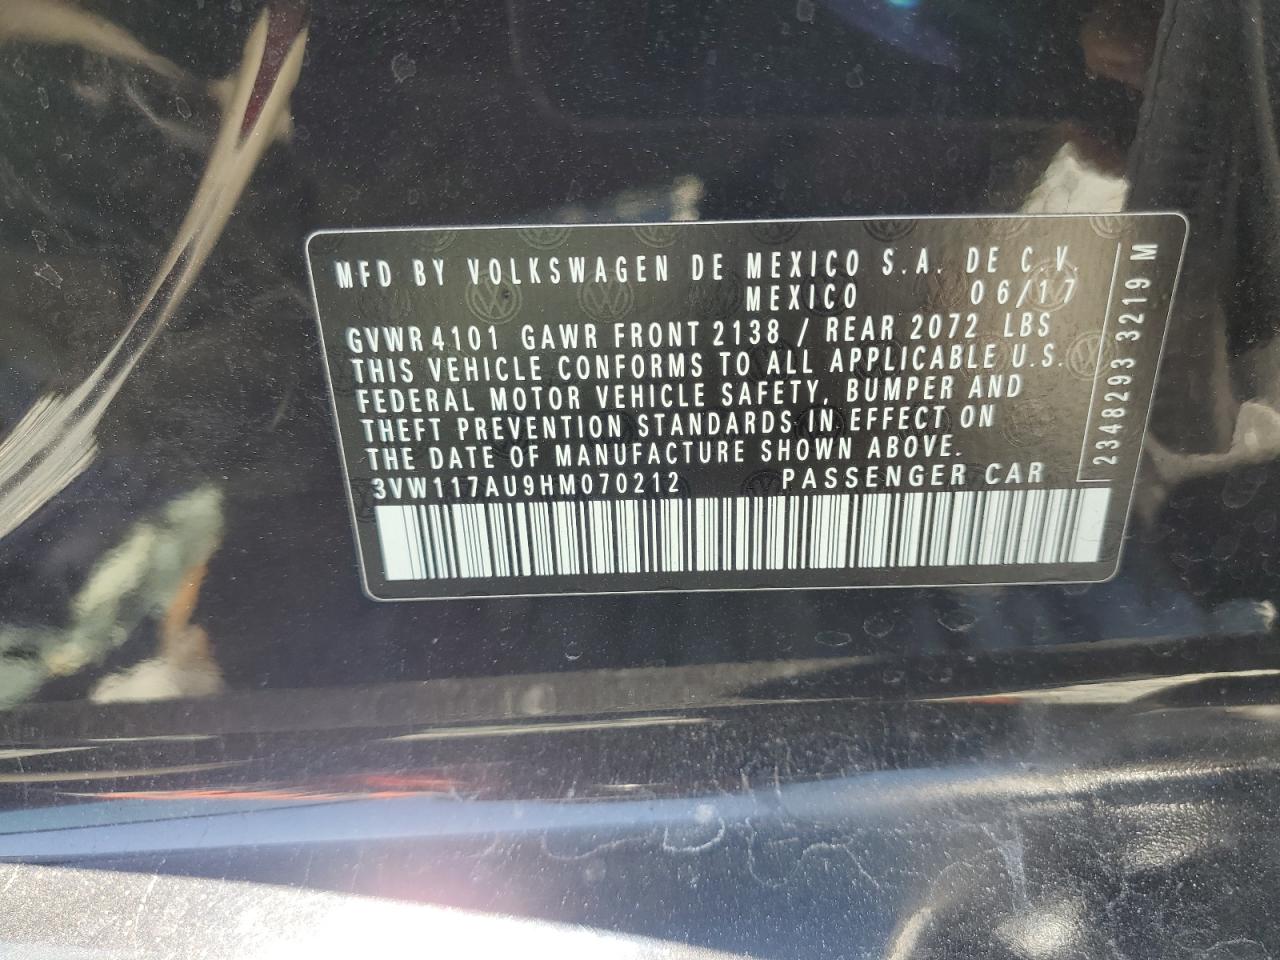 MFD BY VOLKSWAGEN DE MEXICO S.A. DE C.V.
MEXICO 06/17
GVWR 4101 GAWR FRONT 2138 / REAR 2072 LBS
THIS VEHICLE CONFORMS TO ALL APPLICABLE U.S.
FEDERAL MOTOR VEHICLE SAFETY, BUMPER AND
THEFT PREVENTION STANDARDS IN EFFECT ON
THE DATE OF MANUFACTURE SHOWN ABOVE.
3VW117AU9HM070212 PASSENGER CAR
2348293 3219 M